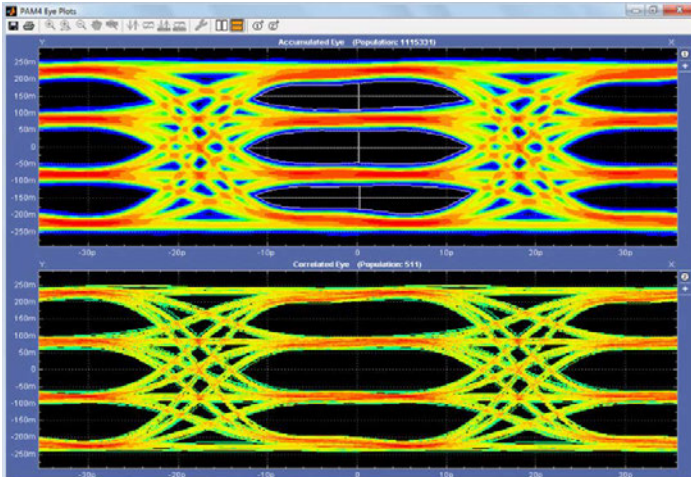 PAM4 Eye Plots
Y Accumulated Eye (Population: 1115331) X
250m
200m
150m
100m
50m
0
-50m
-100m
-150m
-200m
-250m
-30p -20p -10p 0 10p 20p 30p
Y Correlated Eye (Population: 511) X
250m
200m
150m
100m
50m
0
-50m
-100m
-150m
-200m
-250m
-30p -20p -10p 0 10p 20p 30p